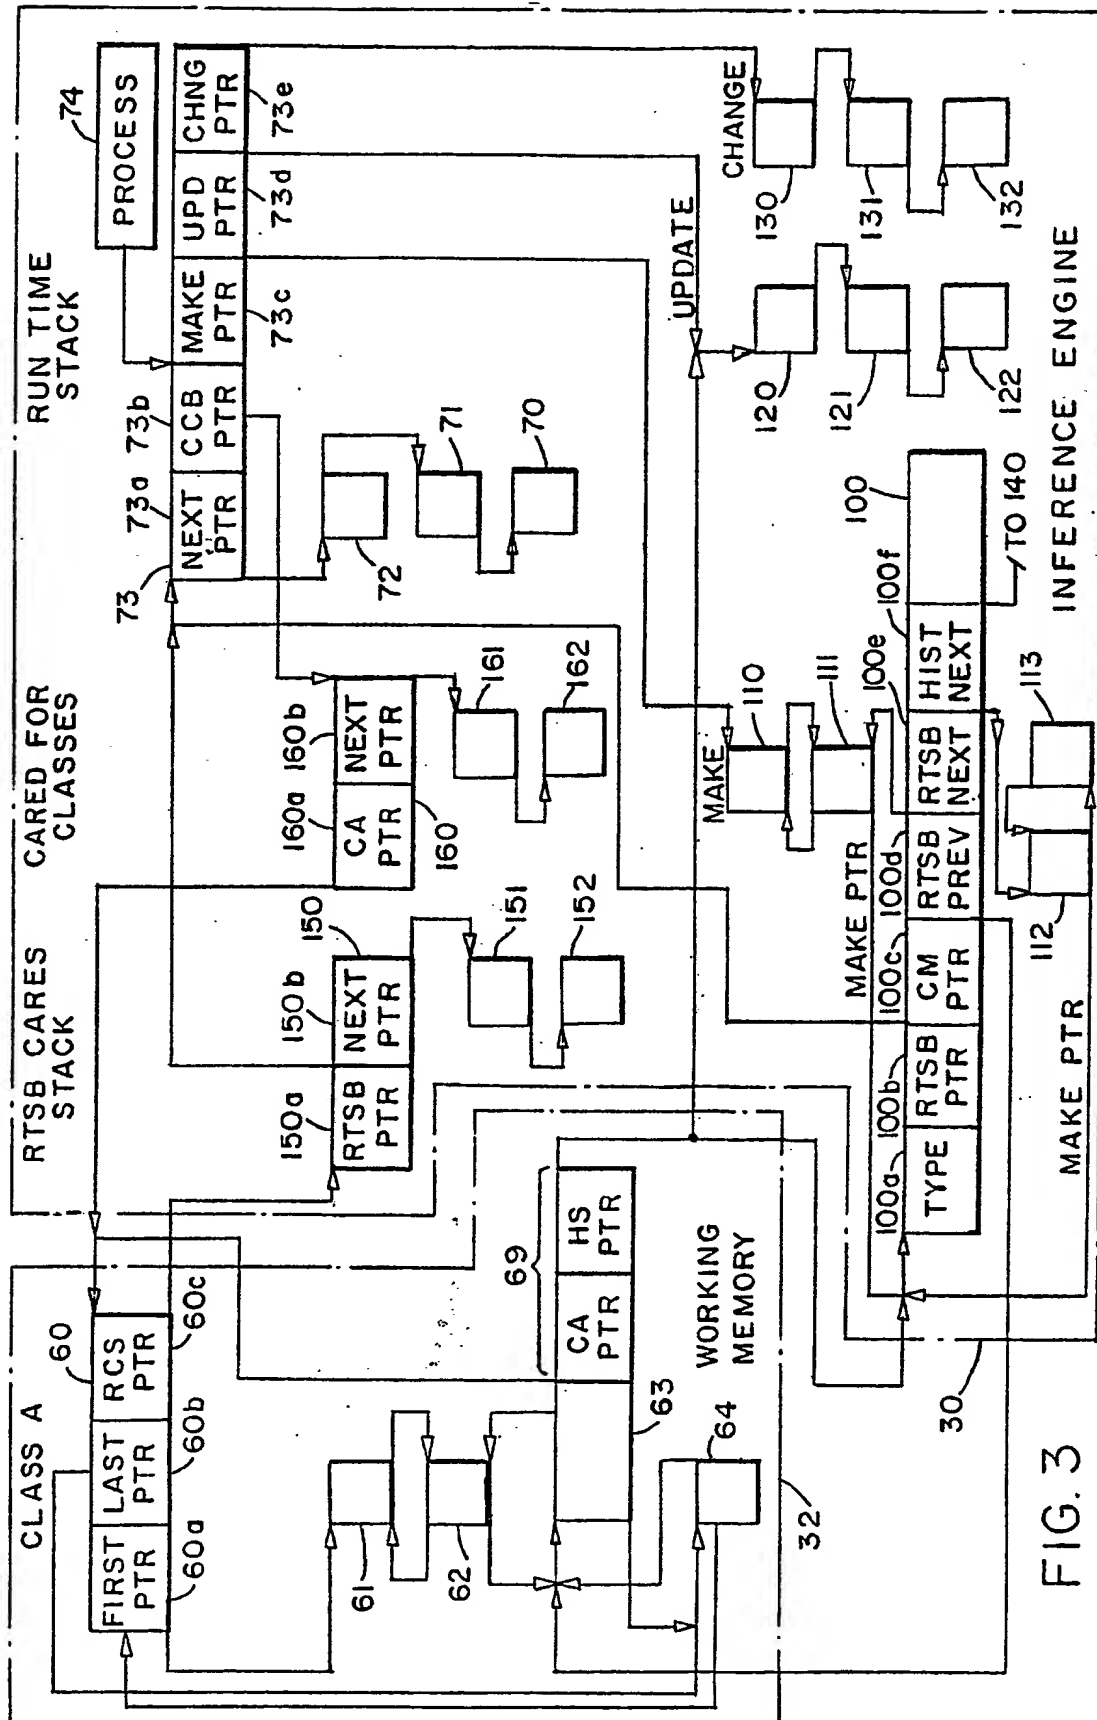 RUN TIME
STACK
74
PROCESS
73
73a
73b
NEXT
PTR
CCB
PTR
MAKE
PTR
UPD
PTR
CHNG
PTR
73c
73d
73e
72
71
70
CARED FOR
CLASSES
160a
160b
CA
PTR
NEXT
PTR
160
161
162
RTSB CARES
STACK
150a
150b
150
RTSB
PTR
NEXT
PTR
151
152
CLASS A
60
FIRST
PTR
LAST
PTR
RCS
PTR
60a
60b
60c
61
62
63
64
69
CA
PTR
HS
PTR
WORKING
MEMORY
32
UPDATE
120
121
122
CHANGE
130
131
132
MAKE
110
111
MAKE PTR
100a
100b
100c
100d
100e
100f
100
TYPE
RTSB
PTR
CM
PTR
RTSB
PREV
RTSB
NEXT
HIST
NEXT
TO 140
112
113
MAKE PTR
30
INFERENCE ENGINE
FIG. 3